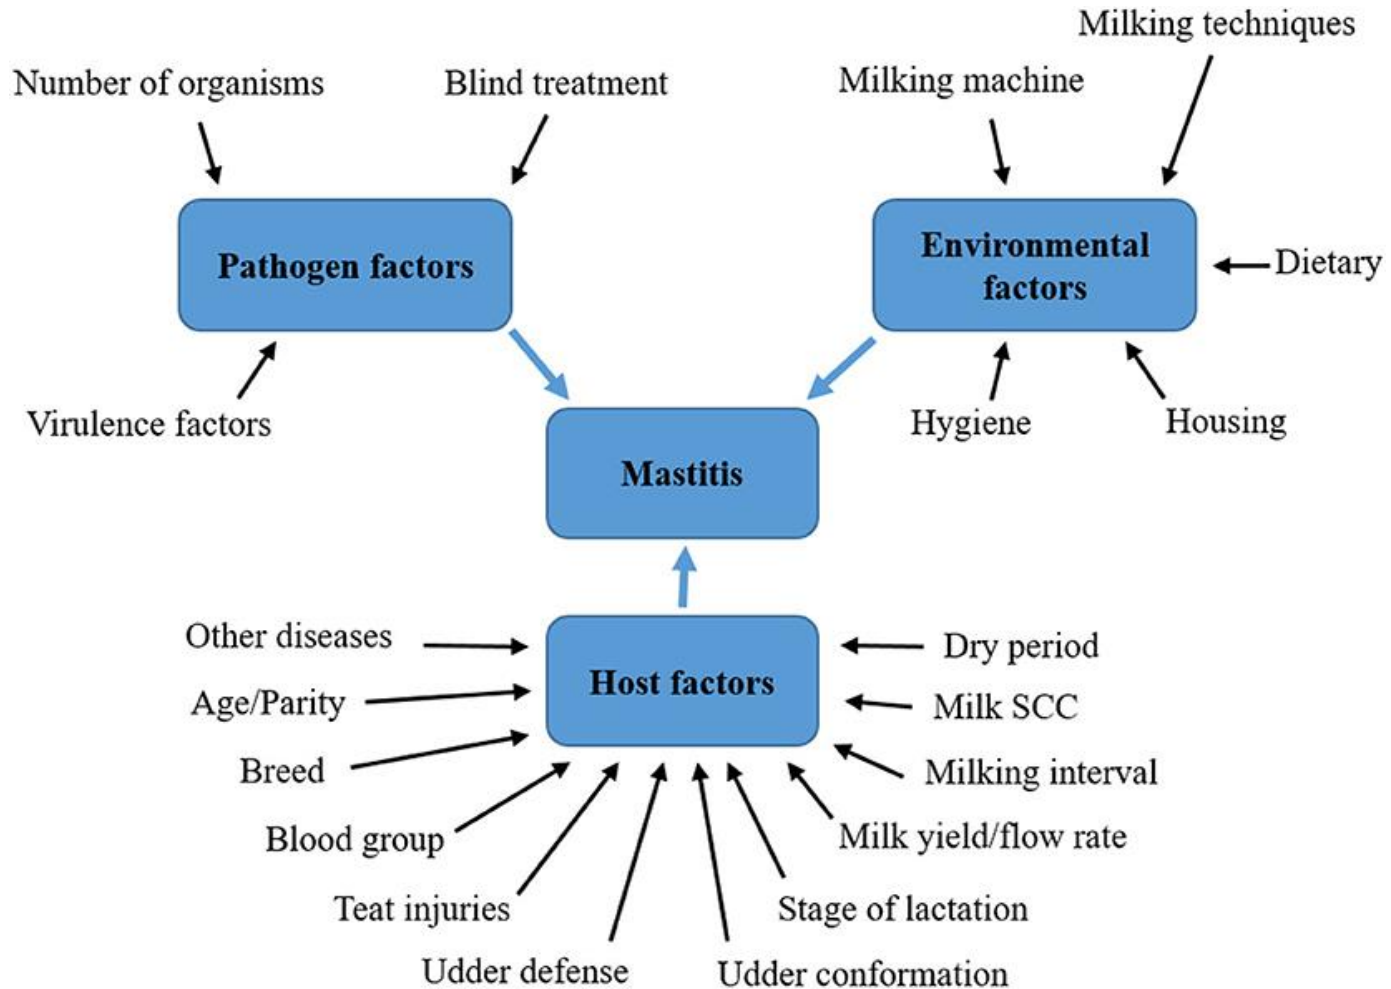 Milking techniques
Number of organisms
Blind treatment
Milking machine
Pathogen factors
Environmental
factors
Dietary
Virulence factors
Hygiene
Housing
Mastitis
Other diseases
Dry period
Host factors
Age/Parity
Milk SCC
Breed
Milking interval
Blood group
Milk yield/flow rate
Teat injuries
Stage of lactation
Udder defense
Udder conformation